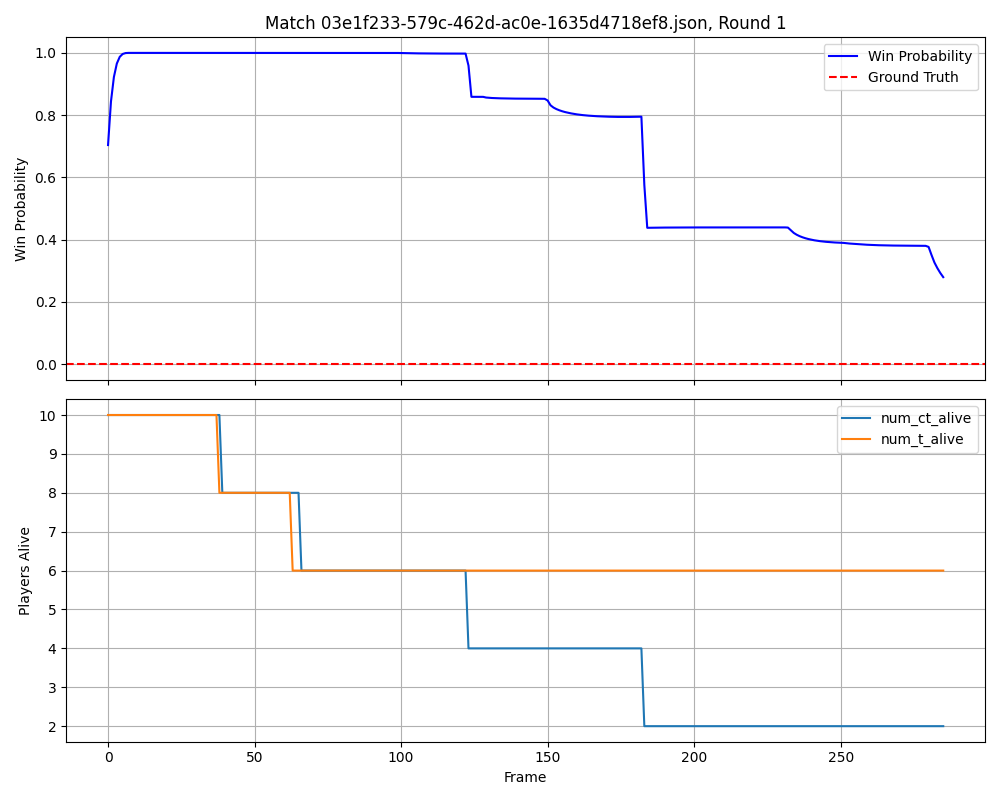 Match 03e1f233-579c-462d-ac0e-1635d4718ef8.json, Round 1
Win Probability
1.0
0.8
0.6
0.4
0.2
0.0
Win Probability
Ground Truth
Players Alive
10
9
8
7
6
5
4
3
2
num_ct_alive
num_t_alive
0
50
100
150
200
250
Frame